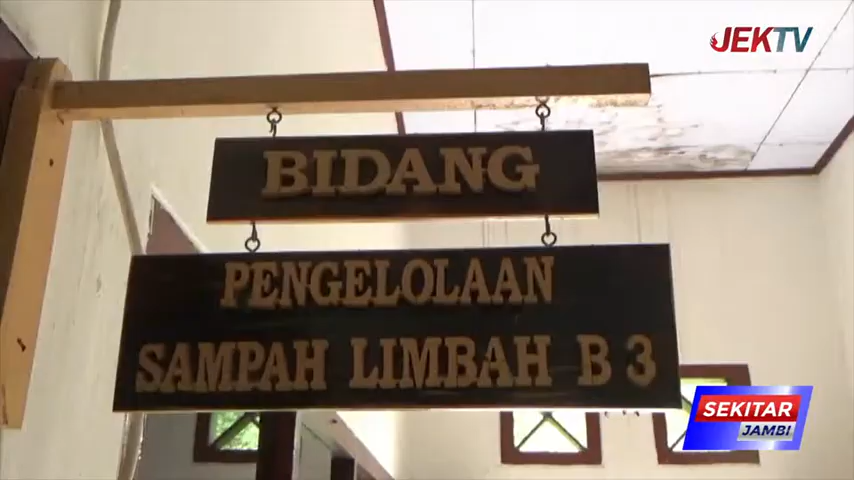 JEKTV
BIDANG
PENGELOLAAN
SAMPAH LIMBAH B 3
SEKITAR
JAMBI